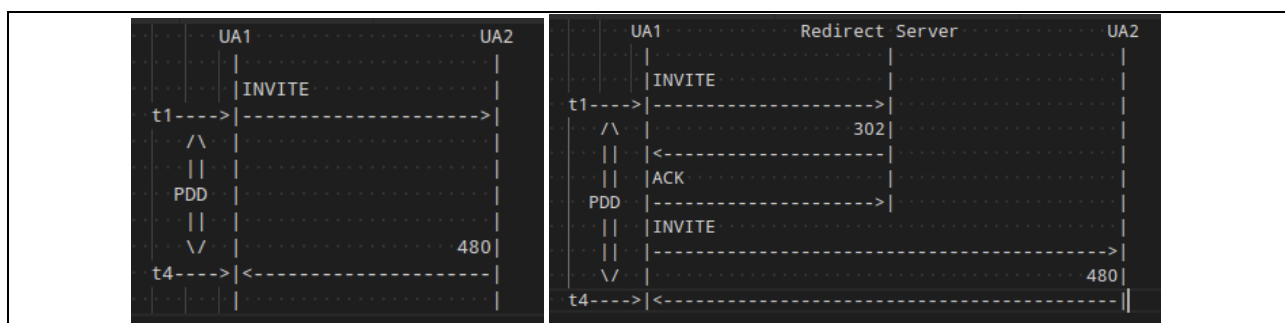 UA1 UA2
| |
|INVITE |
t1---->|---------------------->|
/\ | |
|| | |
PDD | |
|| | |
\/ | 480|
t4---->|<----------------------|
| |
UA1 Redirect Server UA2
| | |
|INVITE | |
t1---->|--------------------->| |
/\ | 302| |
|| |<---------------------| |
|| |ACK | |
PDD |--------------------->| |
|| |INVITE |
|| |------------------------------------------->|
\/ | 480|
t4---->|<-------------------------------------------|